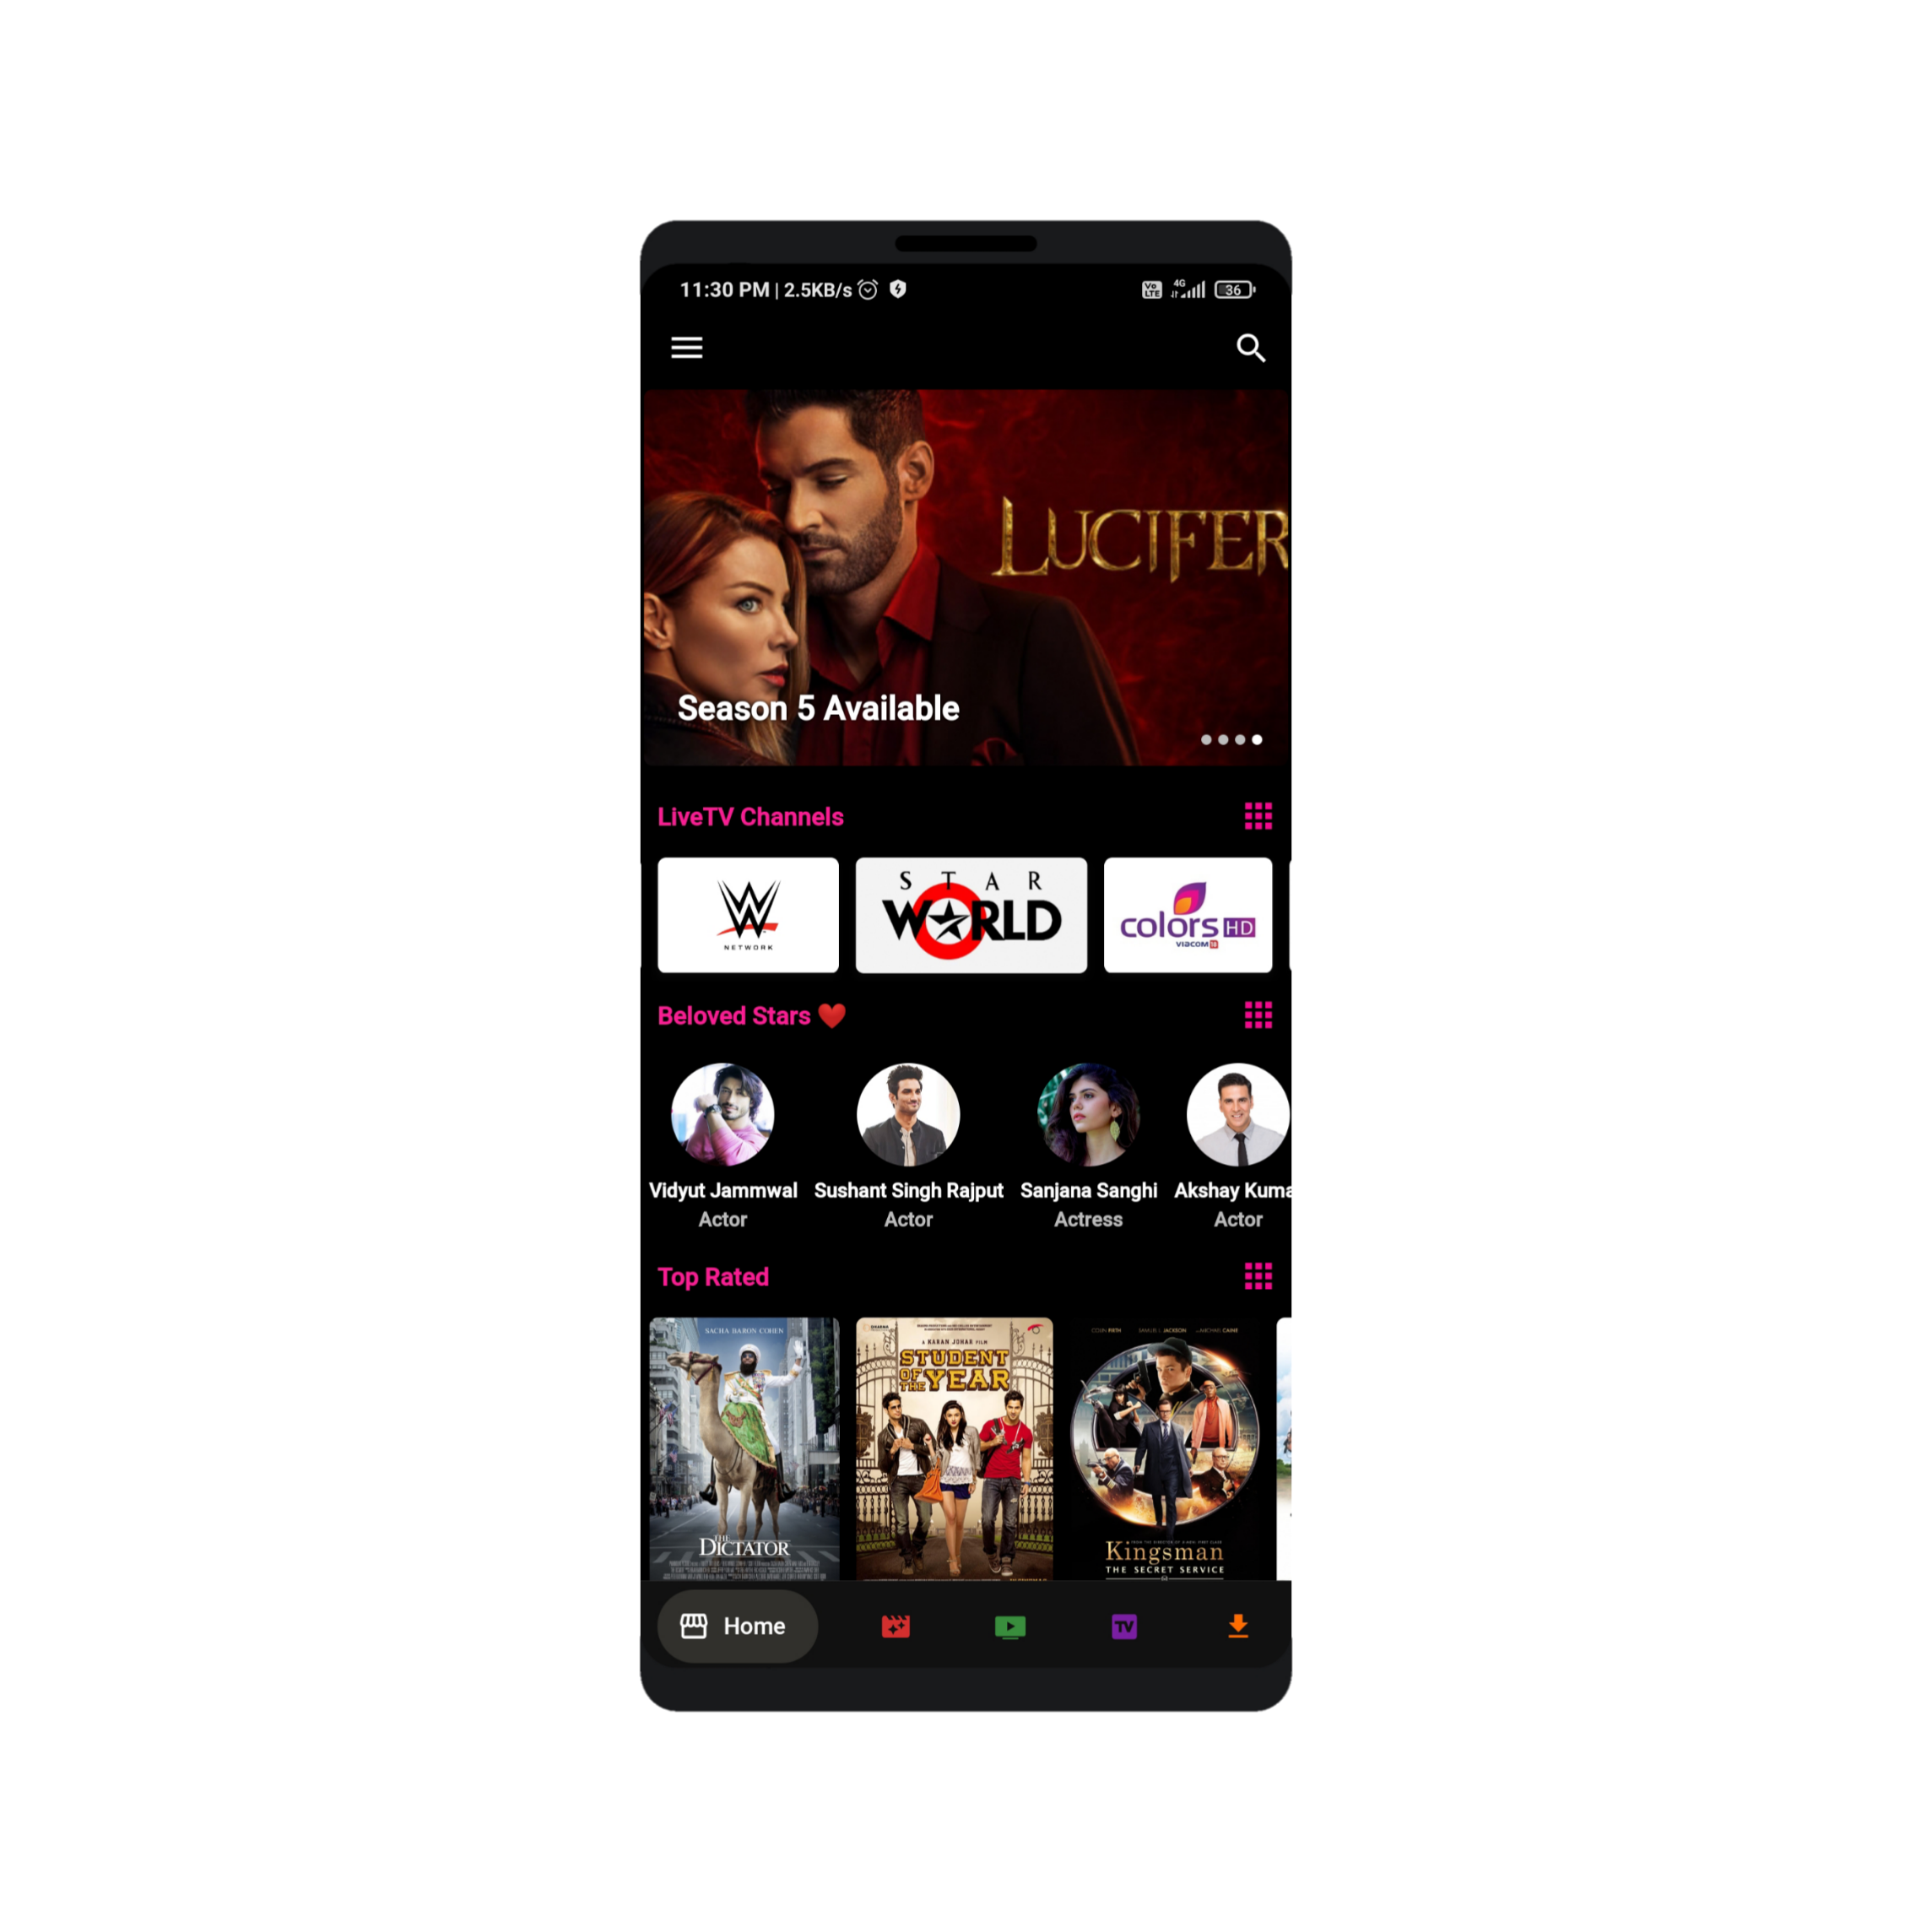 11:30 PM | 2.5KB/s
Vo LTE 4G 36
LUCIFER
Season 5 Available
LiveTV Channels
W NETWORK
STAR
WORLD
colors HD
VIACOM18
Beloved Stars ❤️
Vidyut Jammwal Sushant Singh Rajput Sanjana Sanghi Akshay Kuma
Actor Actor Actress Actor
Top Rated
SACHA BARON COHEN
THE
DICTATOR
A KARAN JOHAR FILM
STUDENT
OF THE YEAR
COLIN FIRTH SAMUEL L. JACKSON AND MICHAEL CAINE
Kingsman
THE SECRET SERVICE
Home
TV